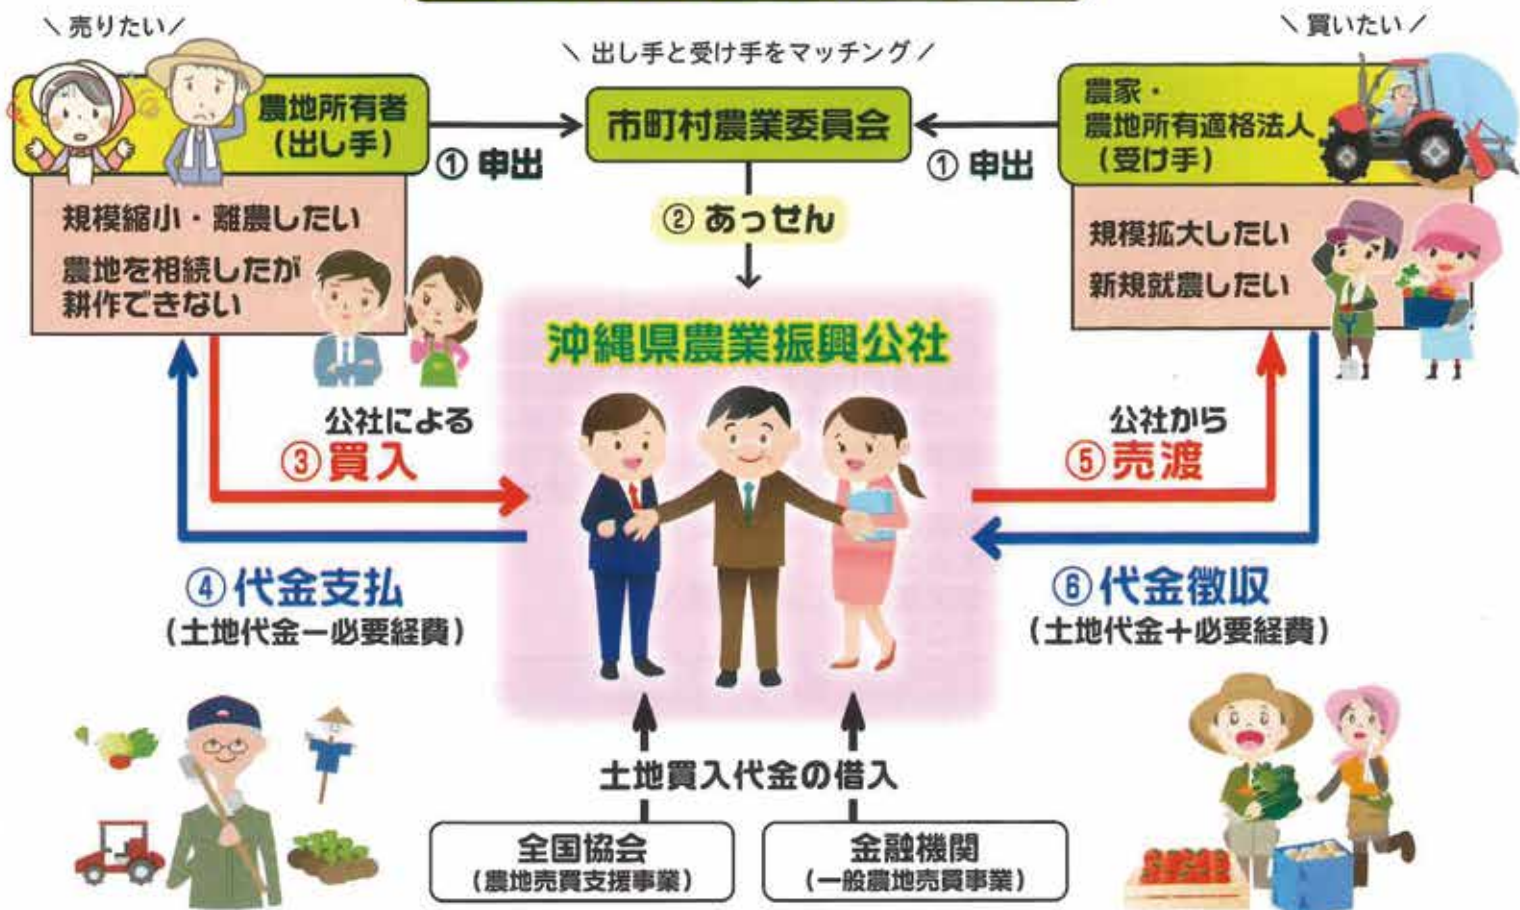 \ 売りたい /
\ 出し手と受け手をマッチング /
\ 買いたい /
農地所有者
(出し手)
① 申出
市町村農業委員会
① 申出
農家・
農地所有適格法人
(受け手)
規模縮小・離農したい
農地を相続したが
耕作できない
② あっせん
規模拡大したい
新規就農したい
沖縄県農業振興公社
公社による
③買入
公社から
⑤売渡
④代金支払
(土地代金−必要経費)
⑥代金徴収
(土地代金+必要経費)
土地買入代金の借入
全国協会
(農地売買支援事業)
金融機関
(一般農地売買事業)